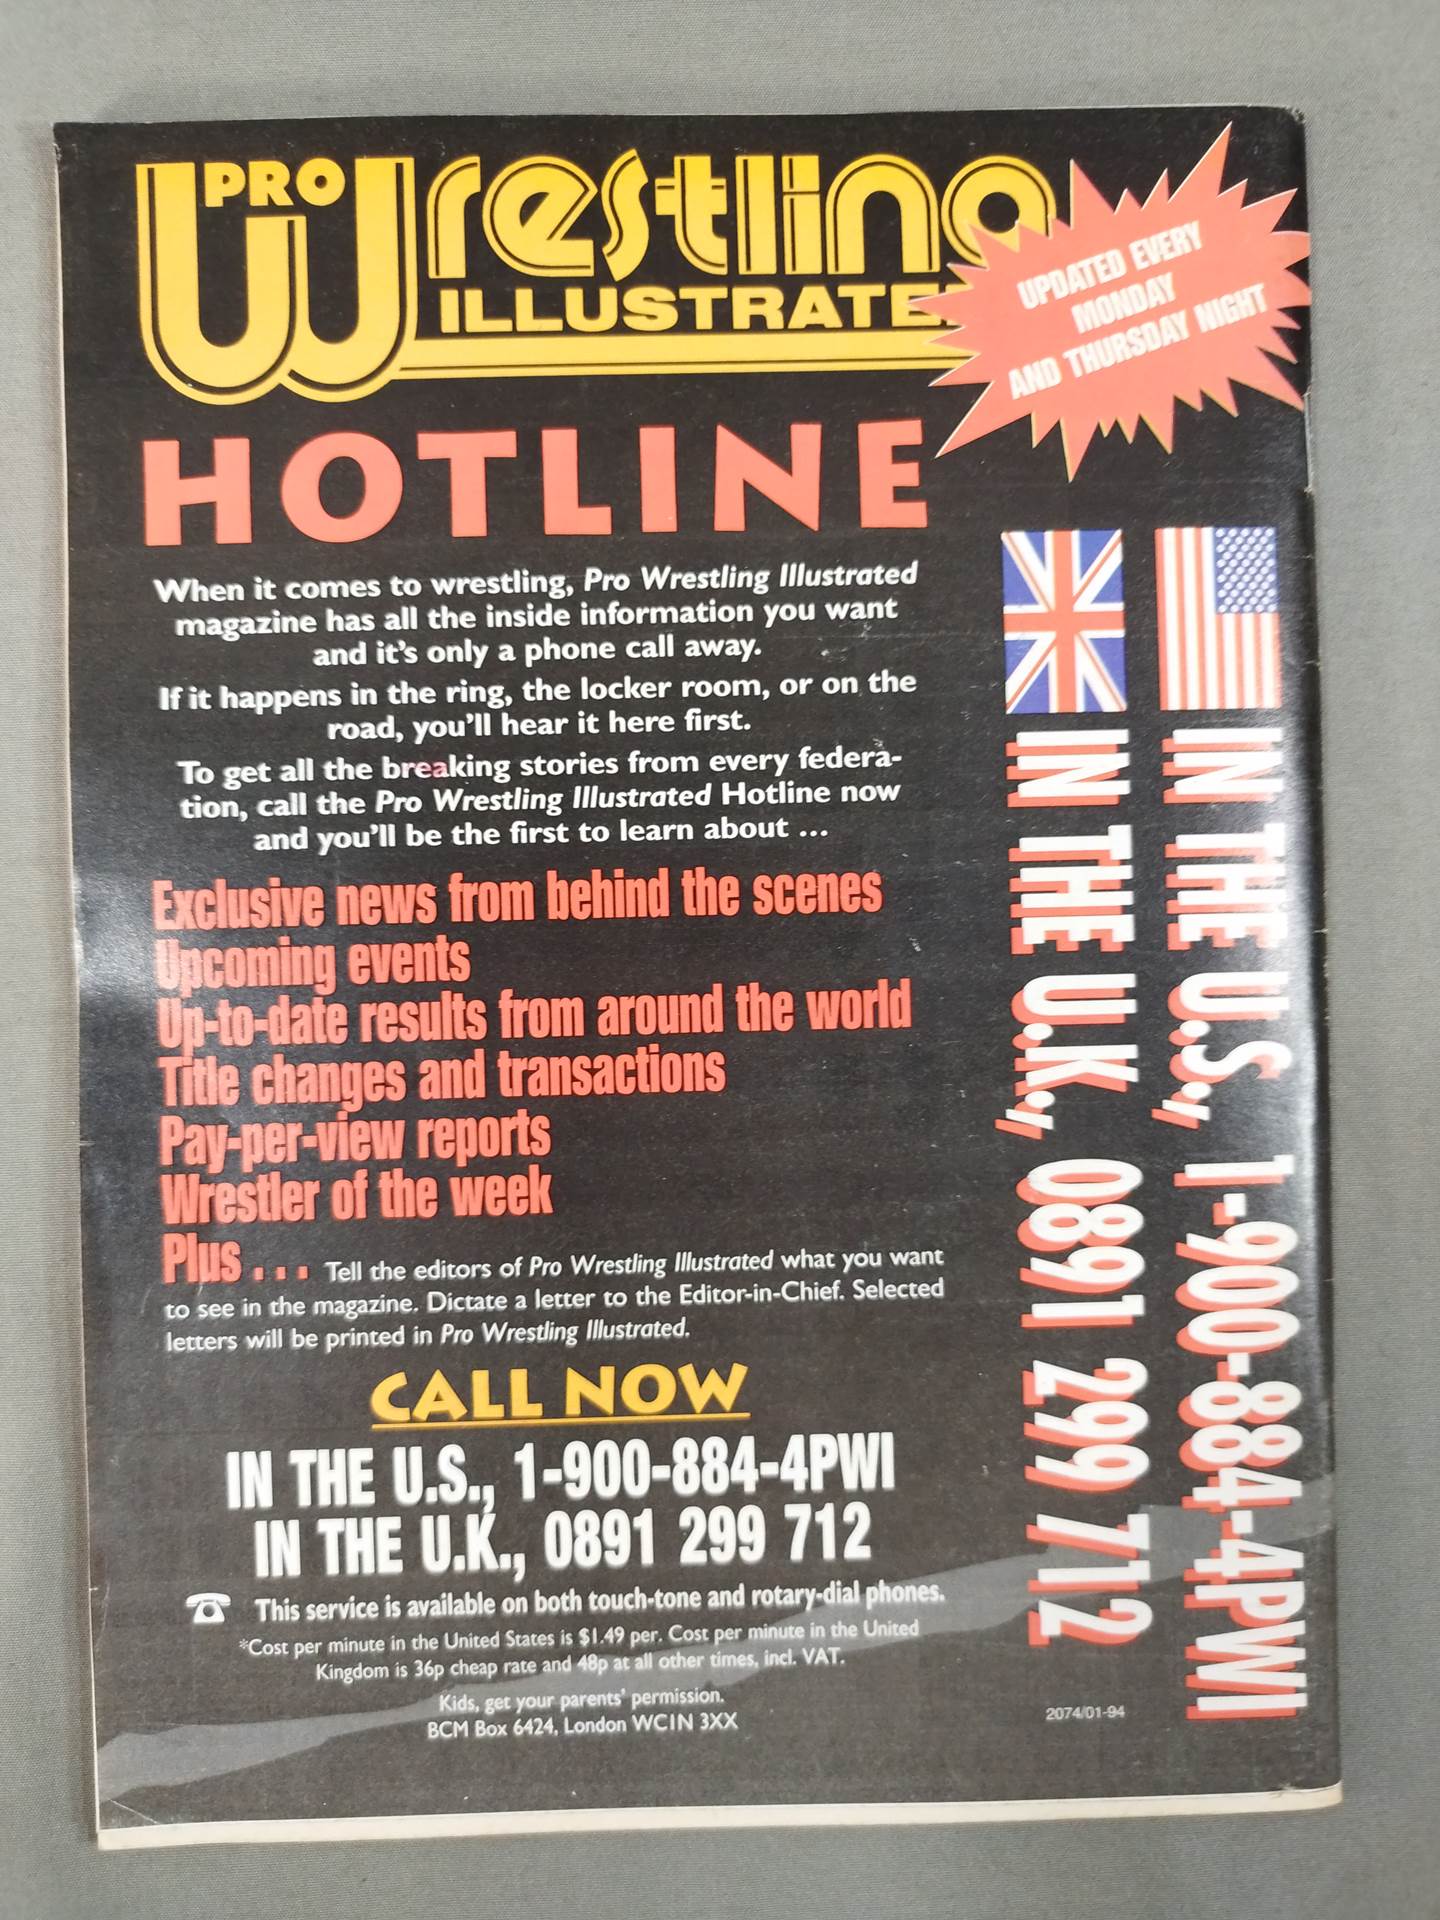 PRO
Wrestling
ILLUSTRATED
UPDATED EVERY
MONDAY
AND THURSDAY NIGHT
HOTLINE
When it comes to wrestling, Pro Wrestling Illustrated
magazine has all the inside information you want
and it's only a phone call away.
If it happens in the ring, the locker room, or on the
road, you'll hear it here first.
To get all the breaking stories from every federa-
tion, call the Pro Wrestling Illustrated Hotline now
and you'll be the first to learn about ...
Exclusive news from behind the scenes
Upcoming events
Up-to-date results from around the world
Title changes and transactions
Pay-per-view reports
Wrestler of the week
Plus . . . Tell the editors of Pro Wrestling Illustrated what you want
to see in the magazine. Dictate a letter to the Editor-in-Chief. Selected
letters will be printed in Pro Wrestling Illustrated.
CALL NOW
IN THE U.S., 1-900-884-4PWI
IN THE U.K., 0891 299 712
This service is available on both touch-tone and rotary-dial phones.
*Cost per minute in the United States is $1.49 per. Cost per minute in the United
Kingdom is 36p cheap rate and 48p at all other times, incl. VAT.
Kids, get your parents' permission.
BCM Box 6424, London WC1N 3XX
2074/01-94
IN THE U.S., 1-900-884-4PWI
IN THE U.K., 0891 299 712